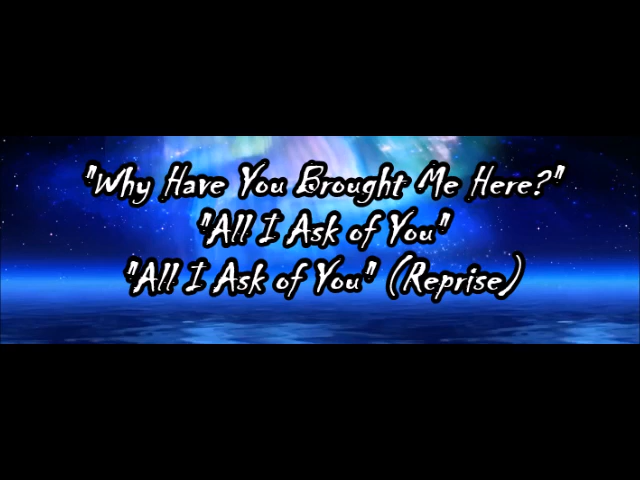 "Why Have You Brought Me Here?"
"All I Ask of You"
"All I Ask of You" (Reprise)